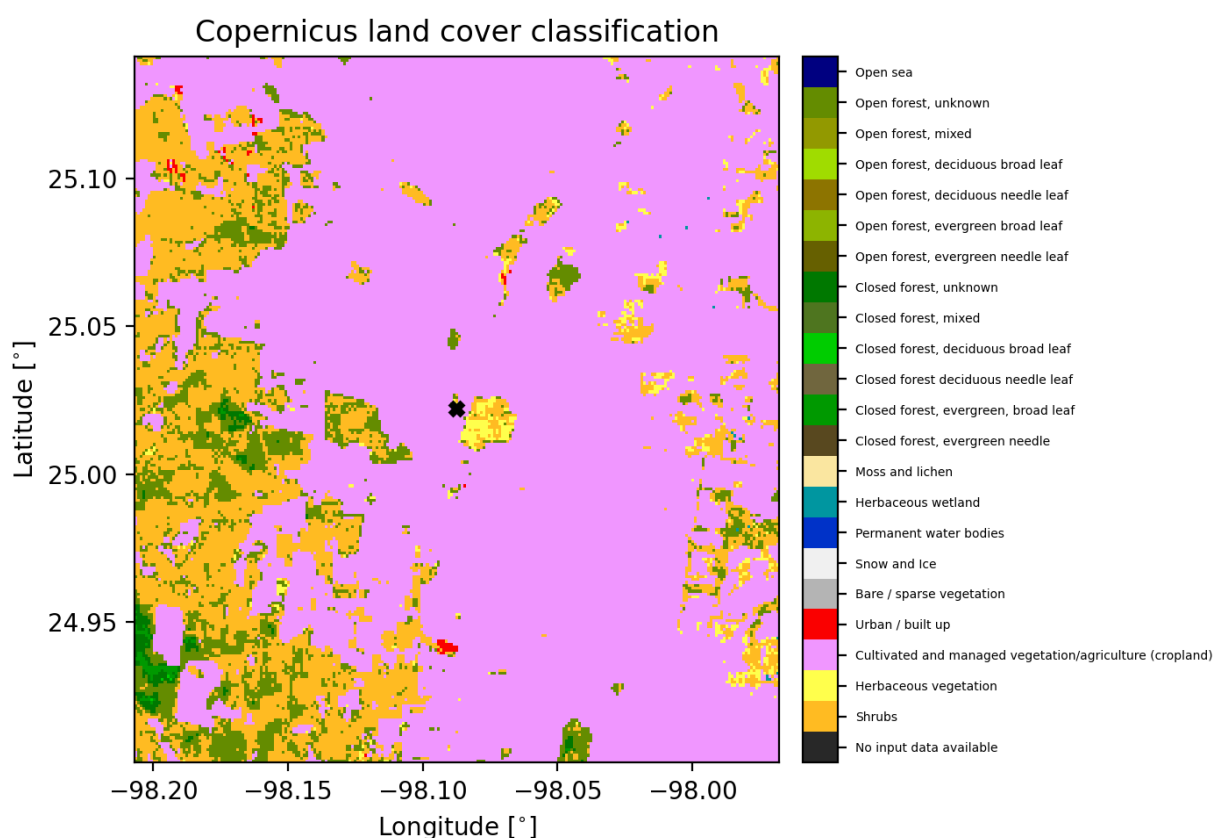 Copernicus land cover classification
Latitude [°]
25.10
25.05
25.00
24.95
−98.20
−98.15
−98.10
−98.05
−98.00
Longitude [°]
Open sea
Open forest, unknown
Open forest, mixed
Open forest, deciduous broad leaf
Open forest, deciduous needle leaf
Open forest, evergreen broad leaf
Open forest, evergreen needle leaf
Closed forest, unknown
Closed forest, mixed
Closed forest, deciduous broad leaf
Closed forest deciduous needle leaf
Closed forest, evergreen, broad leaf
Closed forest, evergreen needle
Moss and lichen
Herbaceous wetland
Permanent water bodies
Snow and Ice
Bare / sparse vegetation
Urban / built up
Cultivated and managed vegetation/agriculture (cropland)
Herbaceous vegetation
Shrubs
No input data available